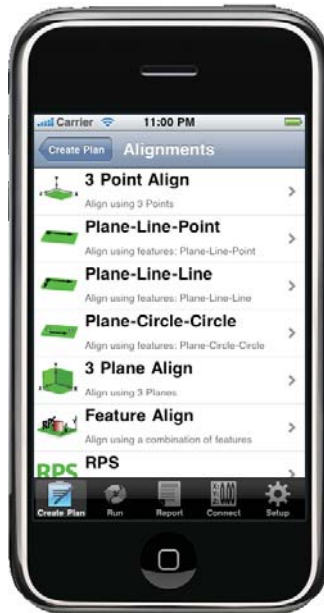 Carrier 11:00 PM
Create Plan Alignments
3 Point Align
Align using 3 Points
Plane-Line-Point
Align using features: Plane-Line-Point
Plane-Line-Line
Align using features: Plane-Line-Line
Plane-Circle-Circle
Align using features: Plane-Circle-Circle
3 Plane Align
Align using 3 Planes
RPS Feature Align
Align using a combination of features
RPS RPS
Create Plan Run Report Connect Setup